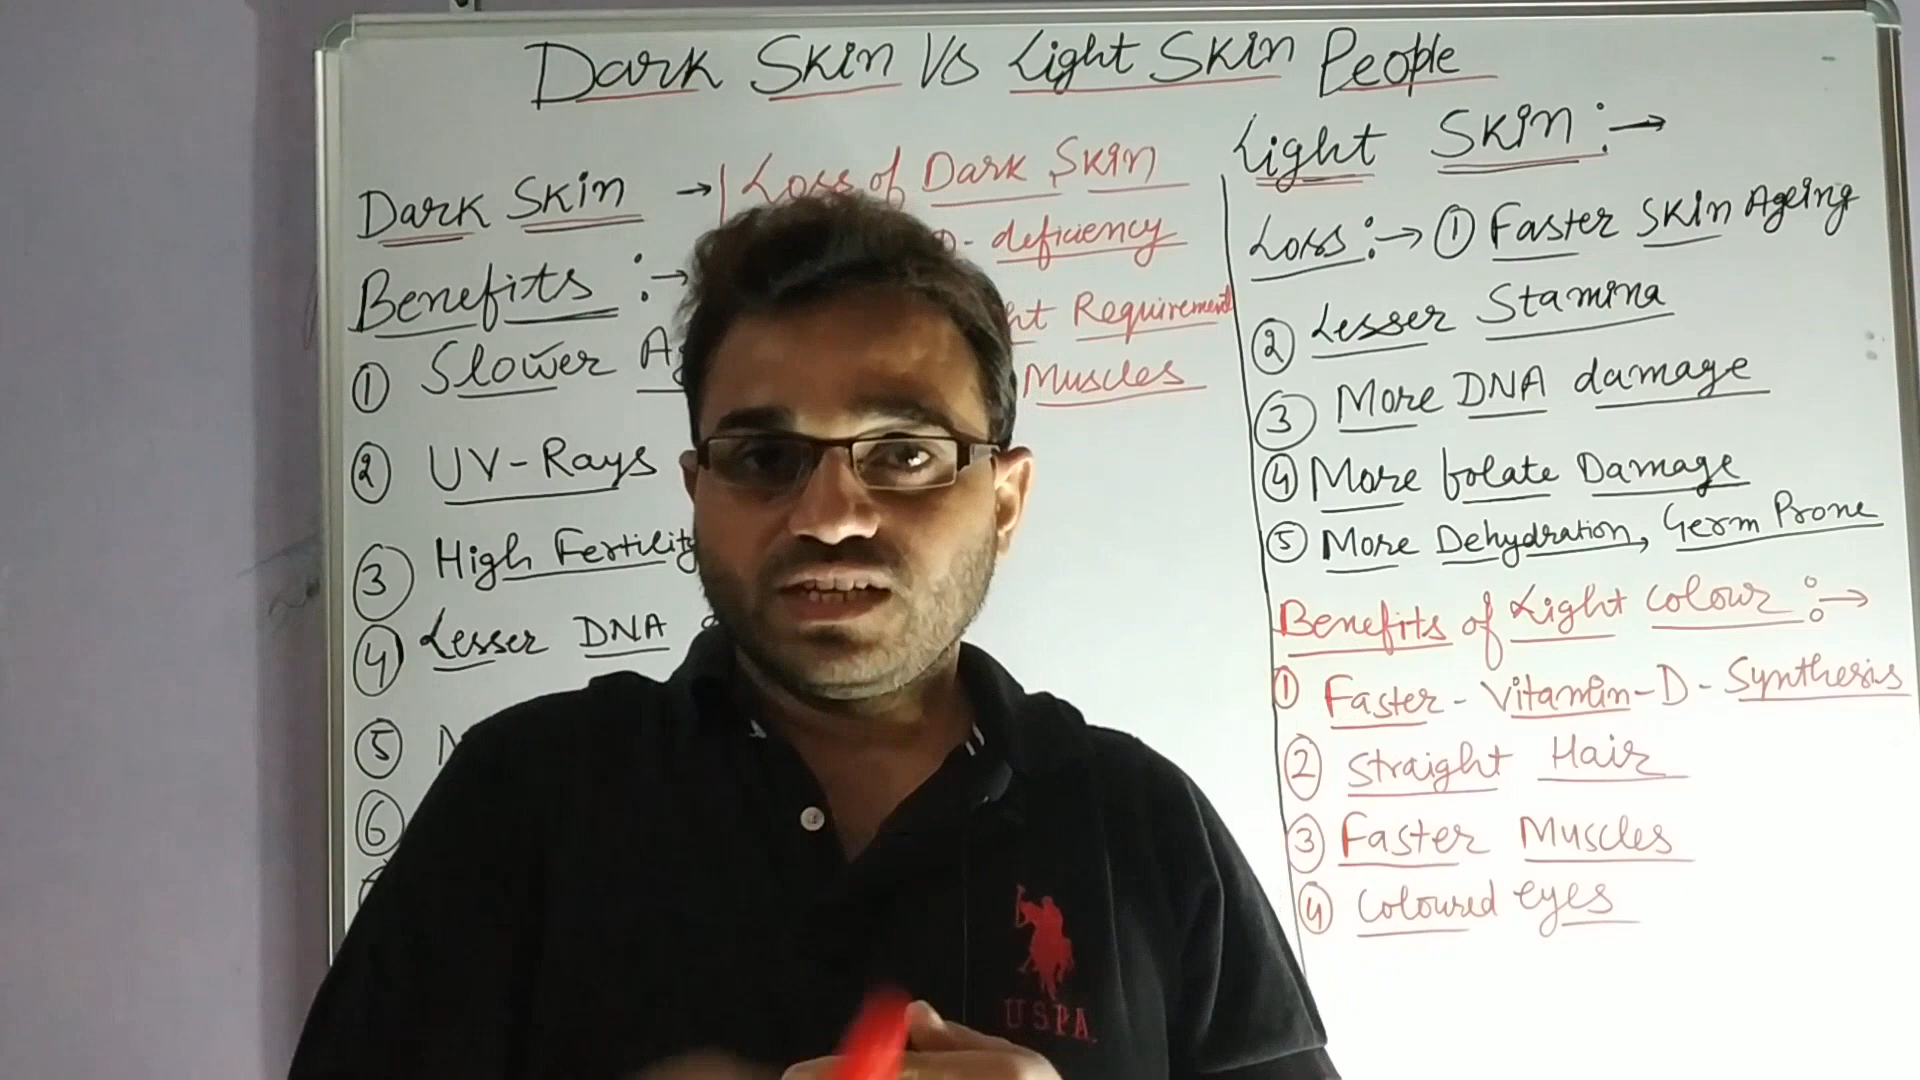 Dark Skin Vs Light Skin People
Dark Skin →
Benefits :→
① Slower
② UV-Rays
③ High Fertility
④ Lesser DNA
⑤
⑥
Loss of Dark Skin
D- deficiency
Requirement
Muscles
Light Skin :→
Loss :→ ① Faster Skin Ageing
② Lesser Stamina
③ More DNA damage
④ More folate Damage
⑤ More Dehydration, Germ Prone
Benefits of Light Colour :→
① Faster-Vitamin-D-Synthesis
② Straight Hair
③ Faster Muscles
④ Coloured eyes
USPA.